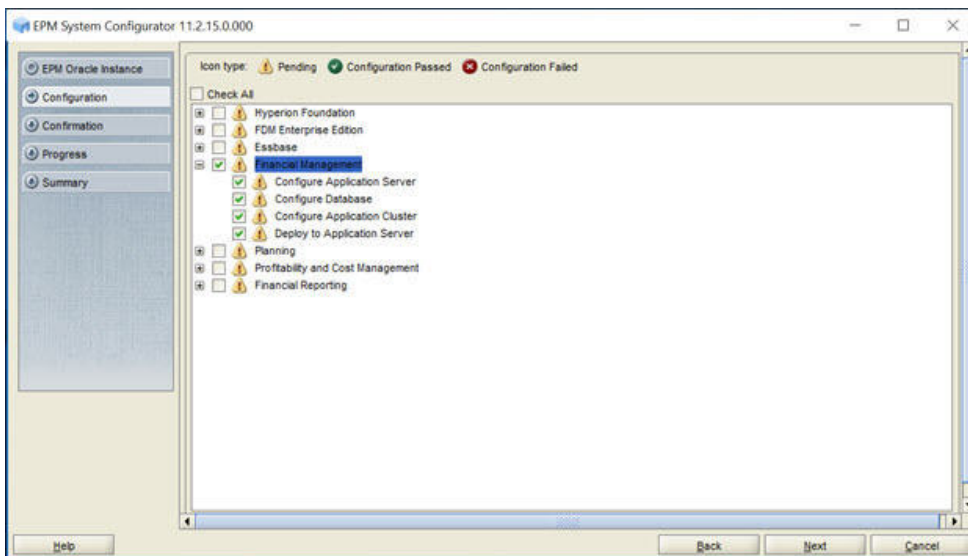 EPM System Configurator 11.2.15.0.000
EPM Oracle Instance
Configuration
Confirmation
Progress
Summary
Icon type: Pending Configuration Passed Configuration Failed
Check All
Hyperion Foundation
FDM Enterprise Edition
Essbase
Financial Management
Configure Application Server
Configure Database
Configure Application Cluster
Deploy to Application Server
Planning
Profitability and Cost Management
Financial Reporting
Help Back Next Cancel